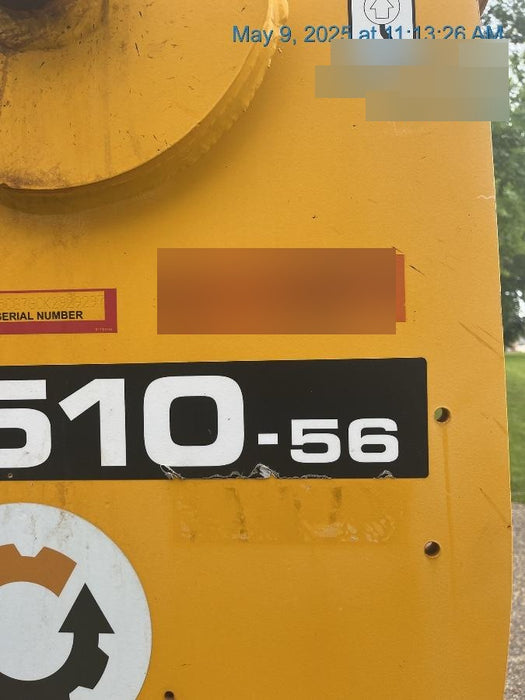 May 9, 2025 at 11:13:26 AM
SERIAL NUMBER
510-56